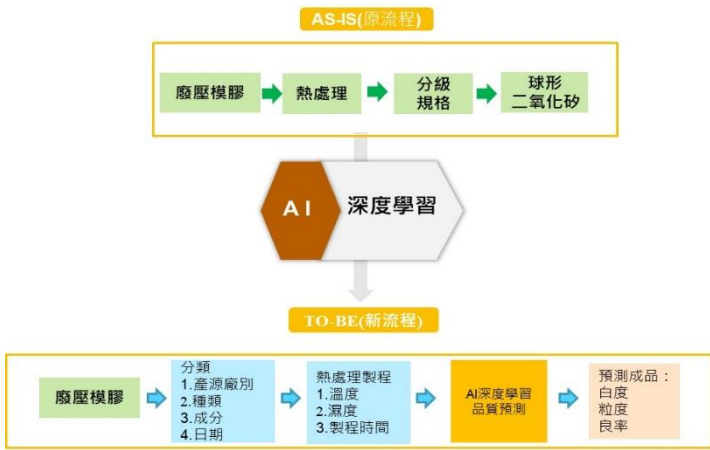 AS-IS(原流程)
廢壓模膠
熱處理
分級
規格
球形
二氧化矽
AI
深度學習
TO-BE(新流程)
廢壓模膠
分類
1.產源廠別
2.種類
3.成分
4.日期
熱處理製程
1.溫度
2.濕度
3.製程時間
AI深度學習
品質預測
預測成品：
白度
粒度
良率